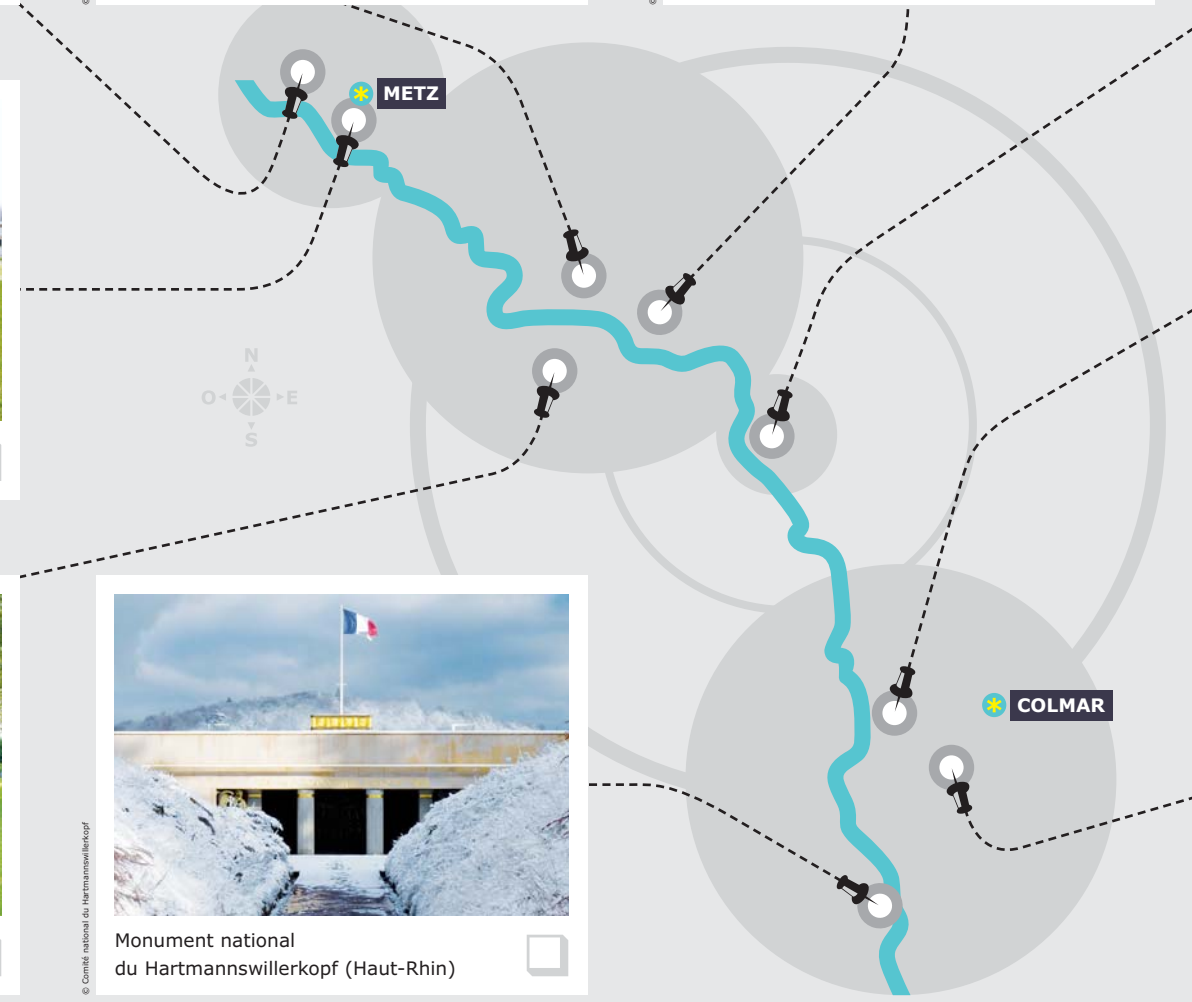 ©
©
METZ
N
O E
S
COLMAR
© Comité national du Hartmannswillerkopf
Monument national
du Hartmannswillerkopf (Haut-Rhin)